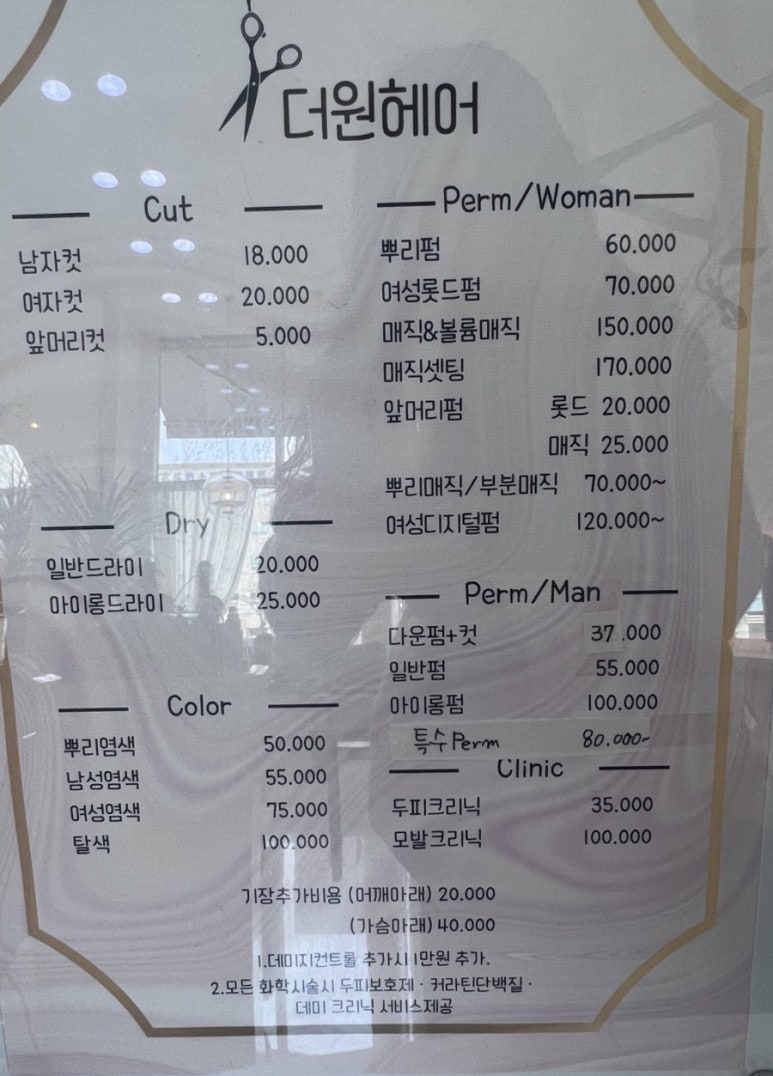 더원헤어
Cut
남자컷 18.000
여자컷 20.000
앞머리컷 5.000
Dry
일반드라이 20.000
아이롱드라이 25.000
Color
뿌리염색 50.000
남성염색 55.000
여성염색 75.000
탈색 100.000
Perm/Woman
뿌리펌 60.000
여성롯드펌 70.000
매직&볼륨매직 150.000
매직셋팅 170.000
앞머리펌 롯드 20.000
매직 25.000
뿌리매직/부분매직 70.000~
여성디지털펌 120.000~
Perm/Man
다운펌+컷 37.000
일반펌 55.000
아이롱펌 100.000
특수 Perm 80.000~
Clinic
두피크리닉 35.000
모발크리닉 100.000
기장추가비용 (어깨아래) 20.000
(가슴아래) 40.000
1.데미지컨트롤 추가시 1만원 추가.
2.모든 화학시술시 두피보호제 · 커라틴단백질 ·
데미 크리닉 서비스제공